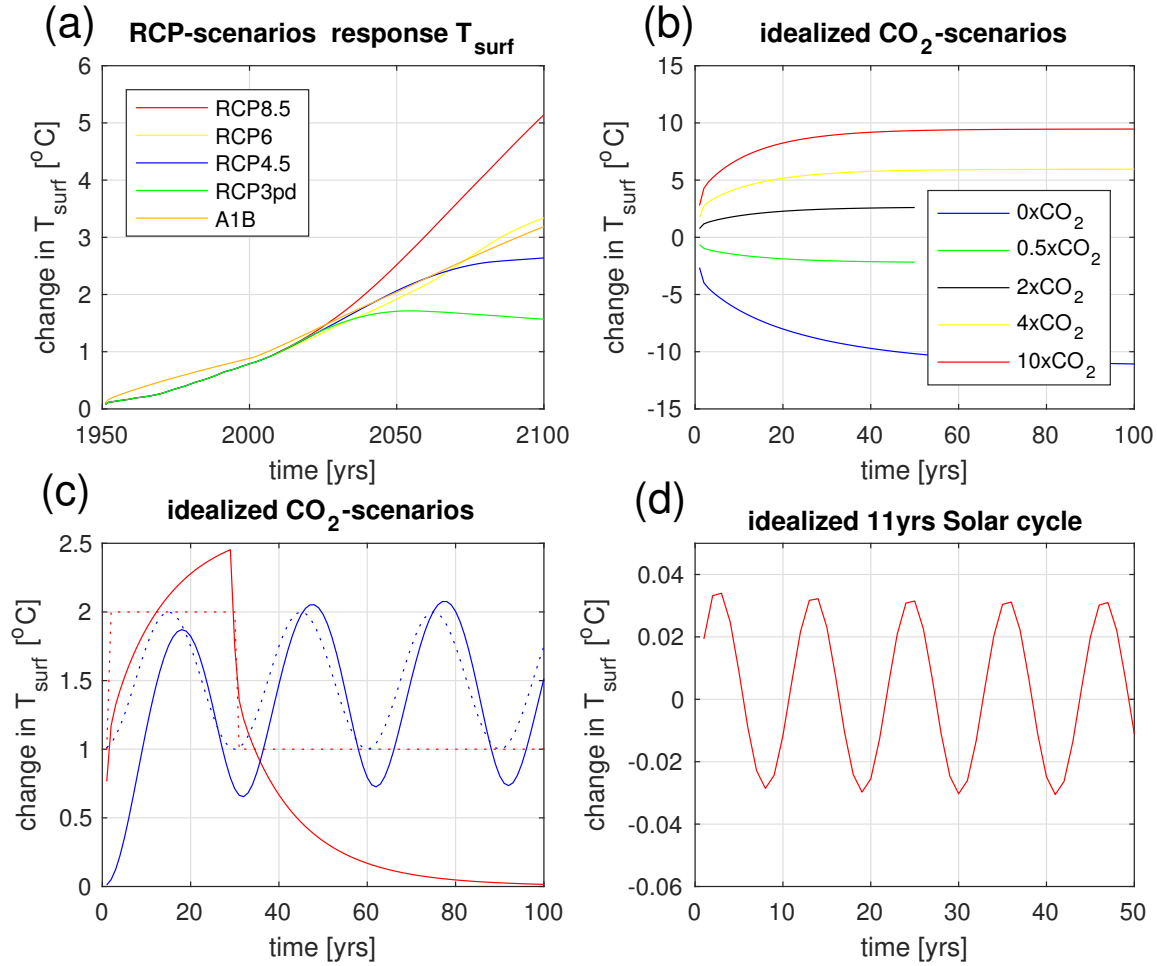 (a)
RCP-scenarios response T_surf
change in T_surf [°C]
6
5
4
3
2
1
0
RCP8.5
RCP6
RCP4.5
RCP3pd
A1B
1950
2000
2050
2100
time [yrs]
(b)
idealized CO₂-scenarios
change in T_surf [°C]
15
10
5
0
-5
-10
-15
0xCO₂
0.5xCO₂
2xCO₂
4xCO₂
10xCO₂
0
20
40
60
80
100
time [yrs]
(c)
idealized CO₂-scenarios
change in T_surf [°C]
2.5
2
1.5
1
0.5
0
0
20
40
60
80
100
time [yrs]
(d)
idealized 11yrs Solar cycle
change in T_surf [°C]
0.04
0.02
0
-0.02
-0.04
-0.06
0
10
20
30
40
50
time [yrs]